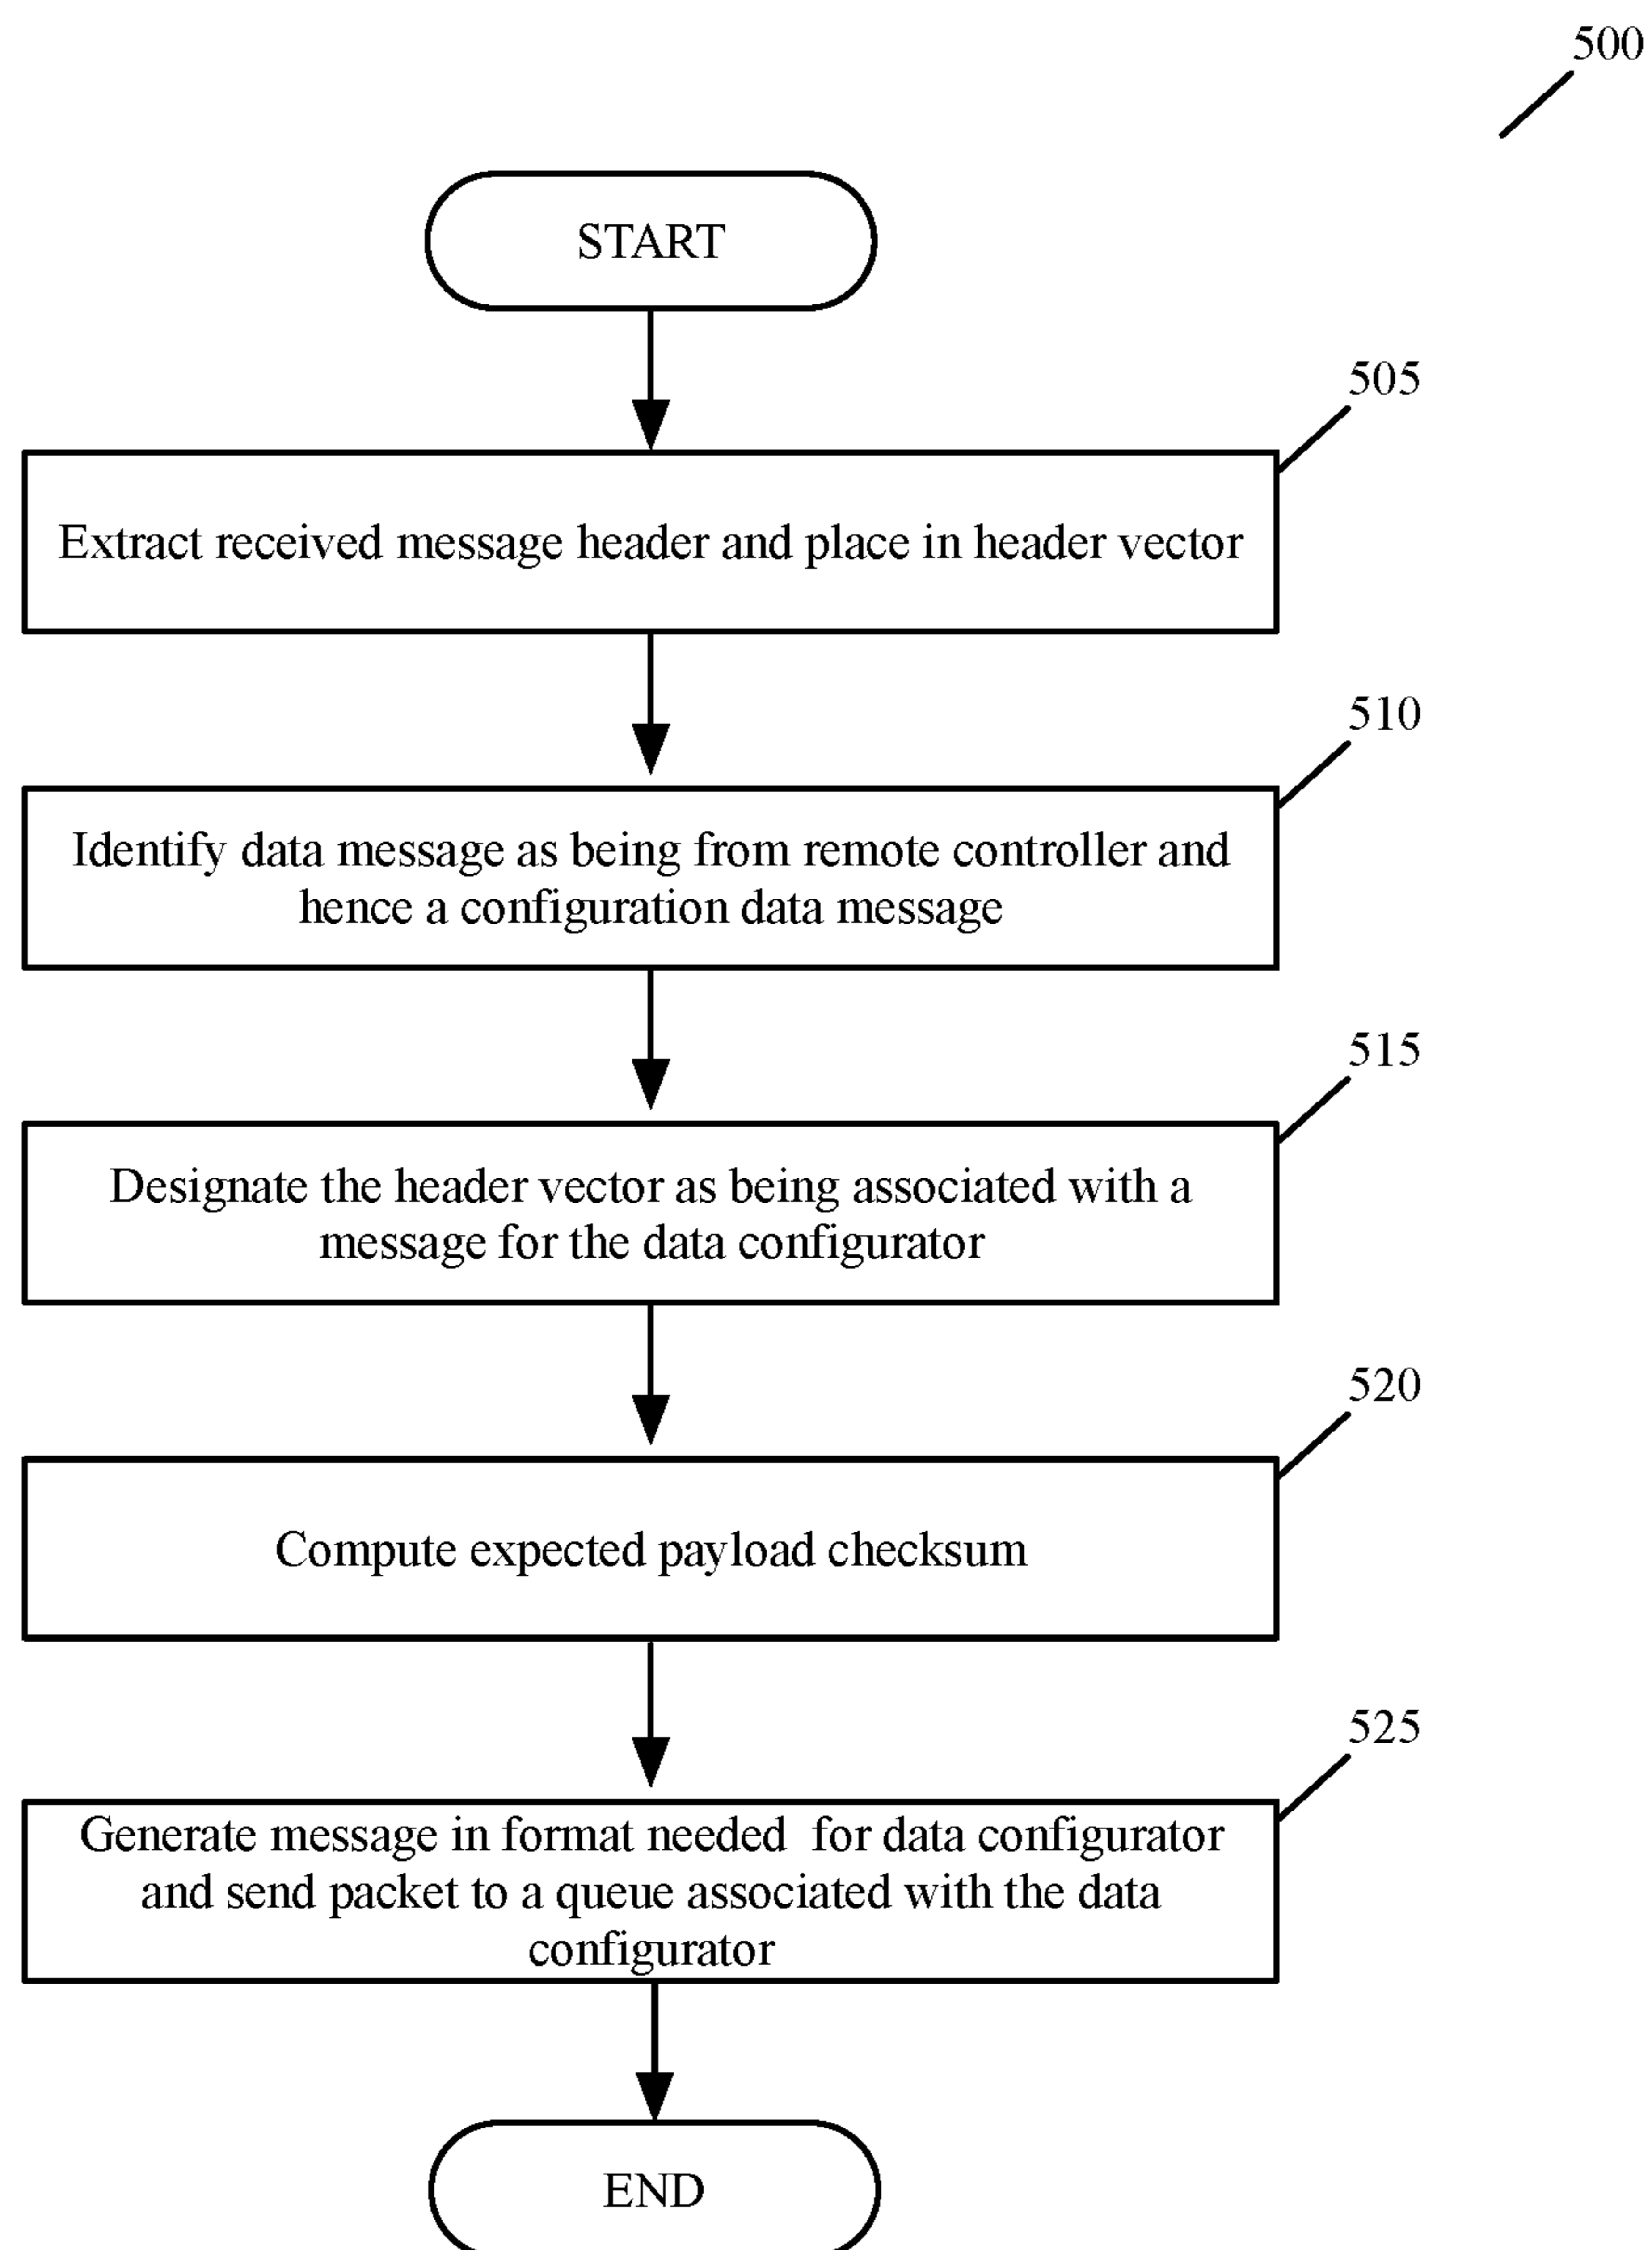 500
START
505
Extract received message header and place in header vector
510
Identify data message as being from remote controller and
hence a configuration data message
515
Designate the header vector as being associated with a
message for the data configurator
520
Compute expected payload checksum
525
Generate message in format needed for data configurator
and send packet to a queue associated with the data
configurator
END